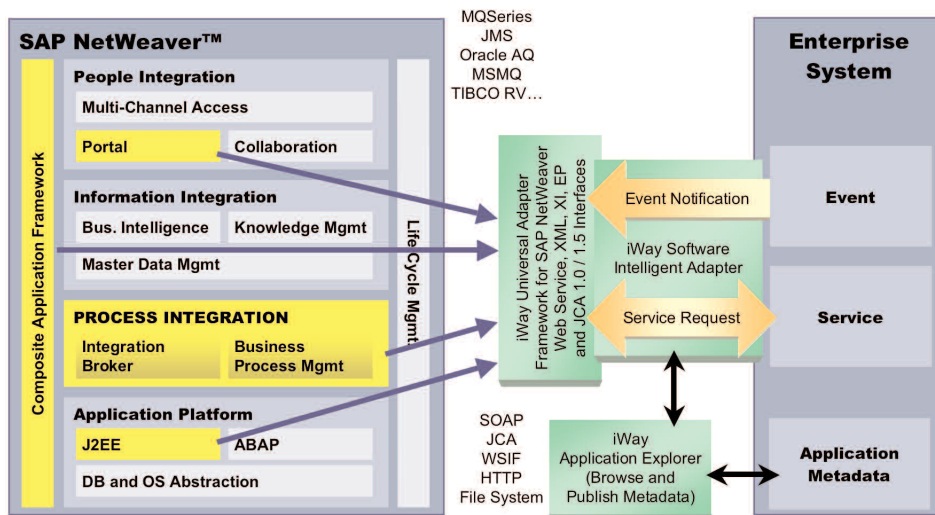 SAP NetWeaver™
Composite Application Framework
People Integration
Multi-Channel Access
Portal
Collaboration
Information Integration
Bus. Intelligence
Knowledge Mgmt
Master Data Mgmt
PROCESS INTEGRATION
Integration
Broker
Business
Process Mgmt
Application Platform
J2EE
ABAP
DB and OS Abstraction
Life Cycle Mgmt
MQSeries
JMS
Oracle AQ
MSMQ
TIBCO RV…
iWay Universal Adapter
Framework for SAP NetWeaver
Web Service, XML, XI, EP
and JCA 1.0 / 1.5 Interfaces
Event Notification
iWay Software
Intelligent Adapter
Service Request
SOAP
JCA
WSIF
HTTP
File System
iWay
Application Explorer
(Browse and
Publish Metadata)
Enterprise
System
Event
Service
Application
Metadata